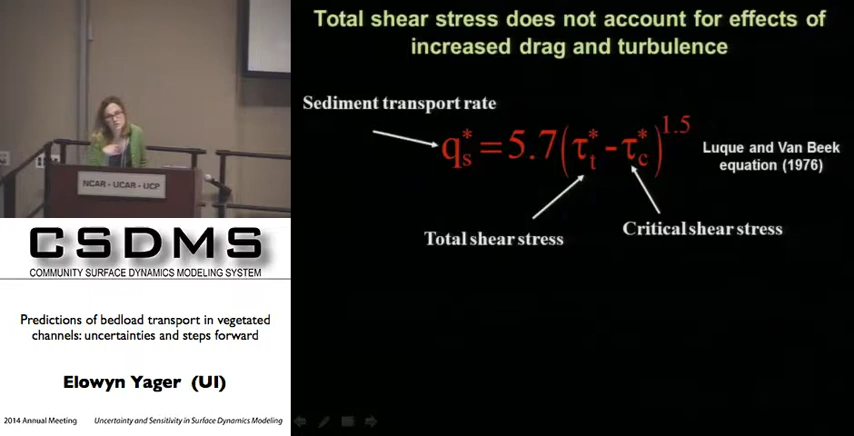 Total shear stress does not account for effects of
increased drag and turbulence
Sediment transport rate
q*s = 5.7(τ*t - τ*c)^1.5
Luque and Van Beek
equation (1976)
Total shear stress
Critical shear stress
NCAR - UCAR - UCP
CSDMS
COMMUNITY SURFACE DYNAMICS MODELING SYSTEM
Predictions of bedload transport in vegetated
channels: uncertainties and steps forward
Elowyn Yager (UI)
2014 Annual Meeting Uncertainty and Sensitivity in Surface Dynamics Modeling